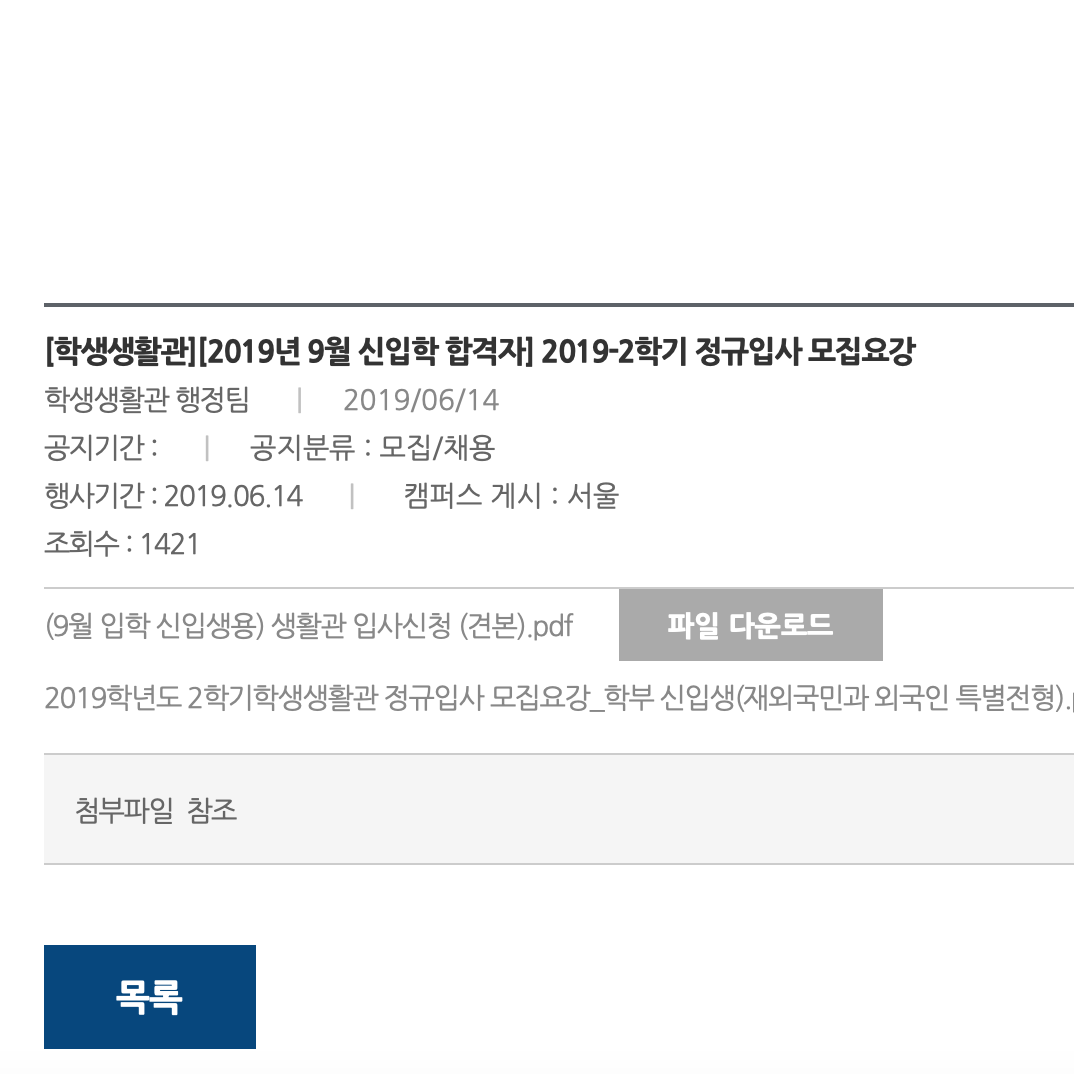 [학생생활관][2019년 9월 신입학 합격자] 2019-2학기 정규입사 모집요강
학생생활관 행정팀 | 2019/06/14
공지기간 : | 공지분류 : 모집/채용
행사기간 : 2019.06.14 | 캠퍼스 게시 : 서울
조회수 : 1421
(9월 입학 신입생용) 생활관 입사신청 (견본).pdf 파일 다운로드
2019학년도 2학기학생생활관 정규입사 모집요강_학부 신입생(재외국민과 외국인 특별전형).
첨부파일 참조
목록